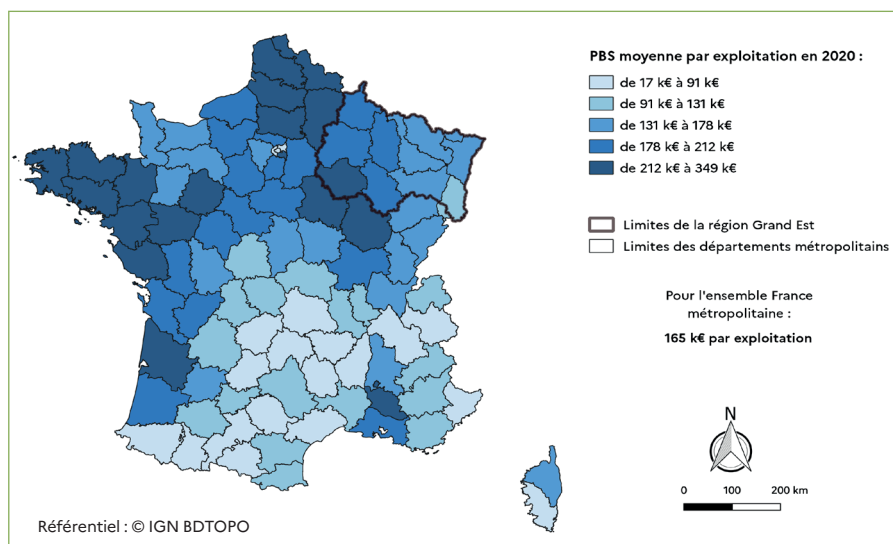 PBS moyenne par exploitation en 2020 :
de 17 k€ à 91 k€
de 91 k€ à 131 k€
de 131 k€ à 178 k€
de 178 k€ à 212 k€
de 212 k€ à 349 k€
Limites de la région Grand Est
Limites des départements métropolitains
Pour l'ensemble France
métropolitaine :
165 k€ par exploitation
N
0 100 200 km
Référentiel : © IGN BDTOPO